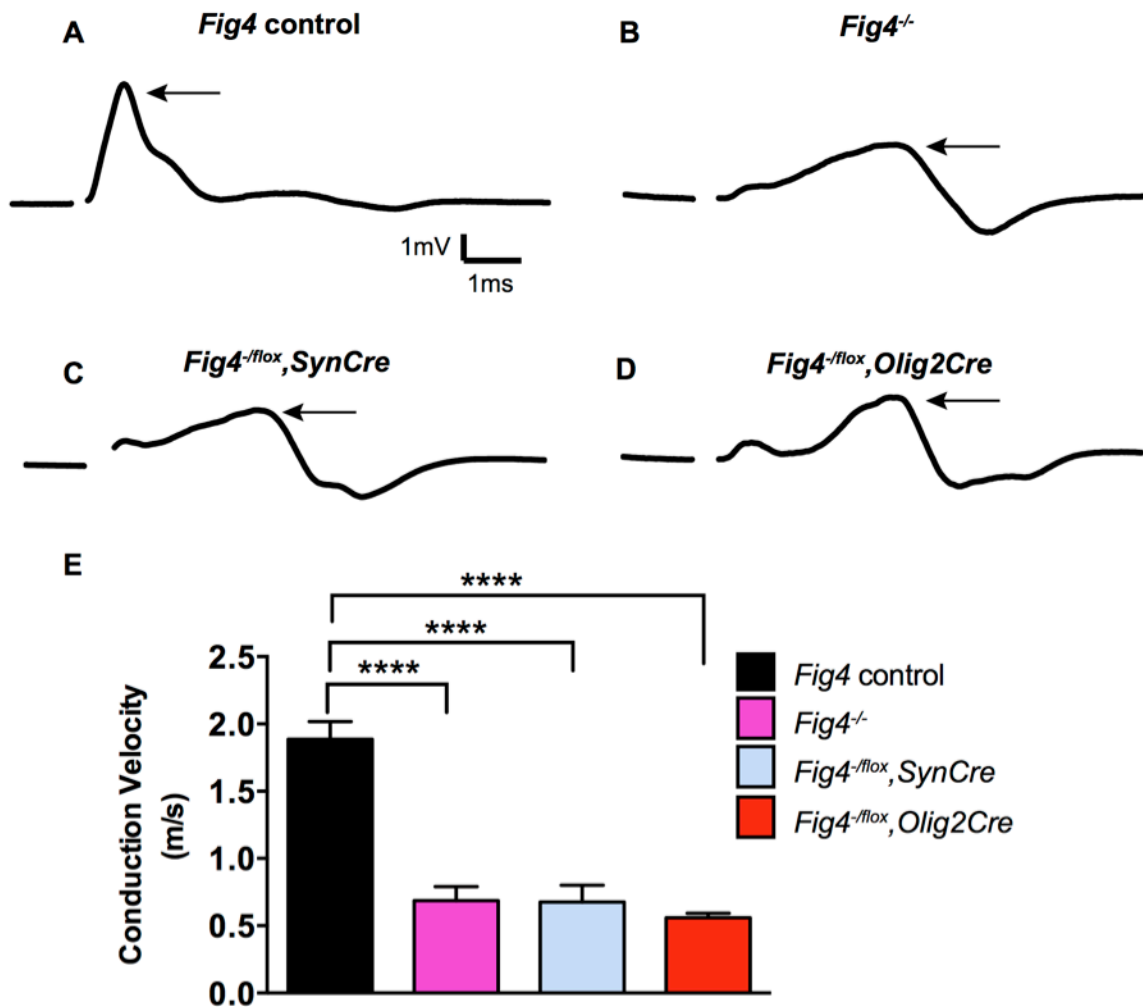 A
Fig4 control
B
Fig4-/-
1mV
1ms
C
Fig4-/flox,SynCre
D
Fig4-/flox,Olig2Cre
E
****
****
****
Conduction Velocity
(m/s)
2.5
2.0
1.5
1.0
0.5
0.0
Fig4 control
Fig4-/-
Fig4-/flox,SynCre
Fig4-/flox,Olig2Cre